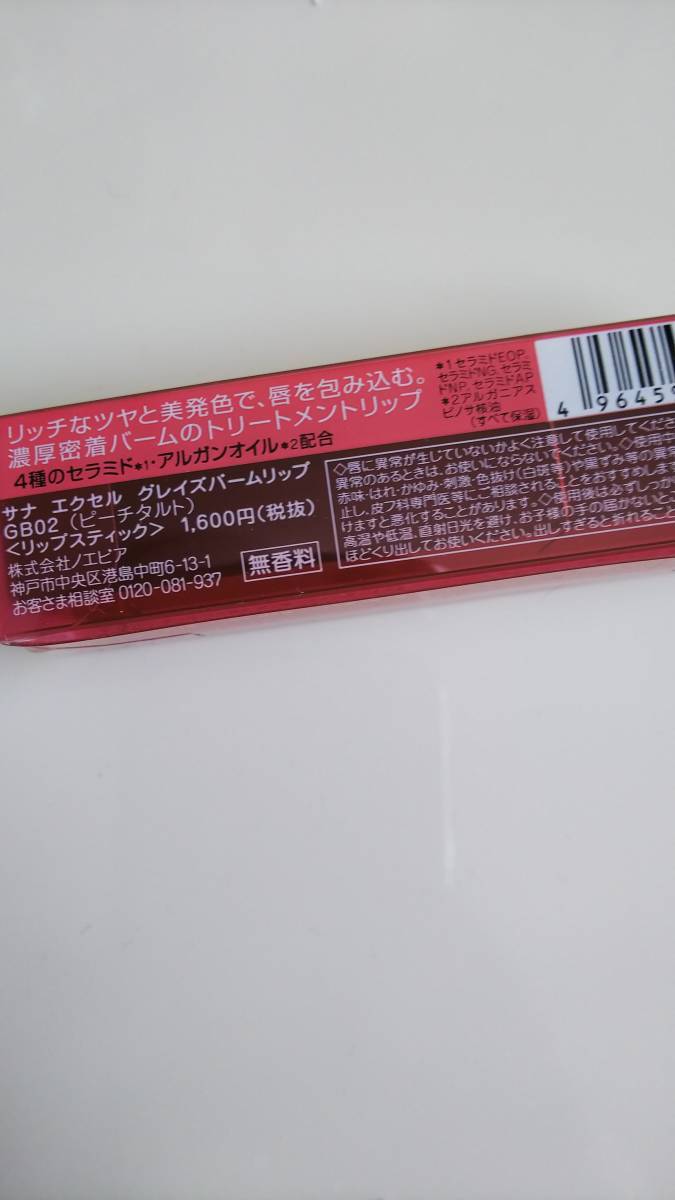 リッチなツヤと美発色で、唇を包み込む。
濃厚密着バームのトリートメントリップ
4種のセラミド*1・アルガンオイル*2配合
サナ エクセル グレイズバームリップ
GB02（ピーチタルト）
<リップスティック> 1,600円(税抜)
株式会社ノエビア
神戸市中央区港島中町6-13-1
お客さま相談室 0120-081-937
無香料
*1セラミドEOP、
セラミドNG、セラミ
ドNP、セラミドAP
*2アルガニアス
ピノサ核油
(すべて保湿)
4 96459
◇唇に異常が生じていないかよく注意して使用してください。
異常のあるときは、お使いにならないでください。◇使用中
赤味・はれ・かゆみ・刺激・色抜け(白斑等)や黒ずみ等の異常
止し、皮フ科専門医等にご相談されることをおすすめします
けますと悪化することがあります。◇使用後は必ずしっか
高温や低温、直射日光を避け、お子様の手の届かないと
ほどくり出してお使いください。出しすぎると折れること